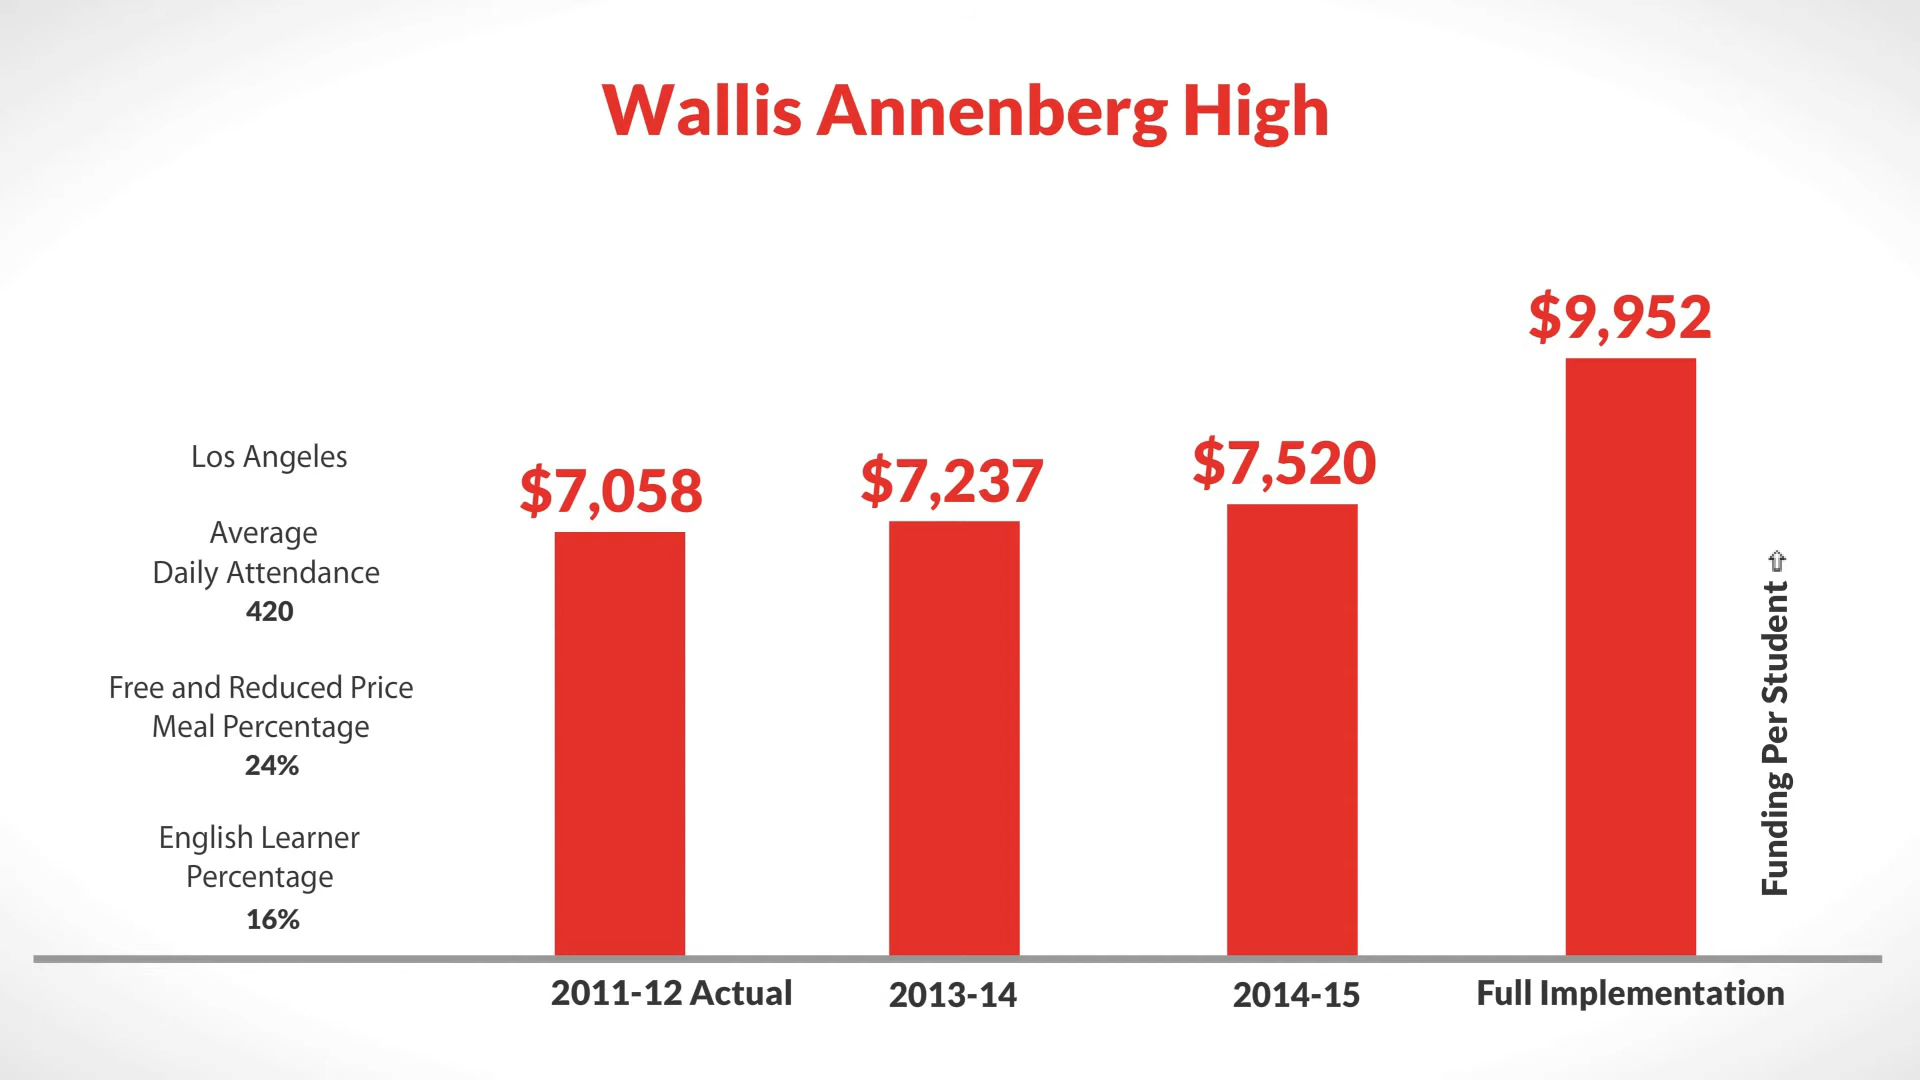 Wallis Annenberg High
Los Angeles
Average
Daily Attendance
420
Free and Reduced Price
Meal Percentage
24%
English Learner
Percentage
16%
$7,058
$7,237
$7,520
$9,952
2011-12 Actual
2013-14
2014-15
Full Implementation
Funding Per Student ⇧